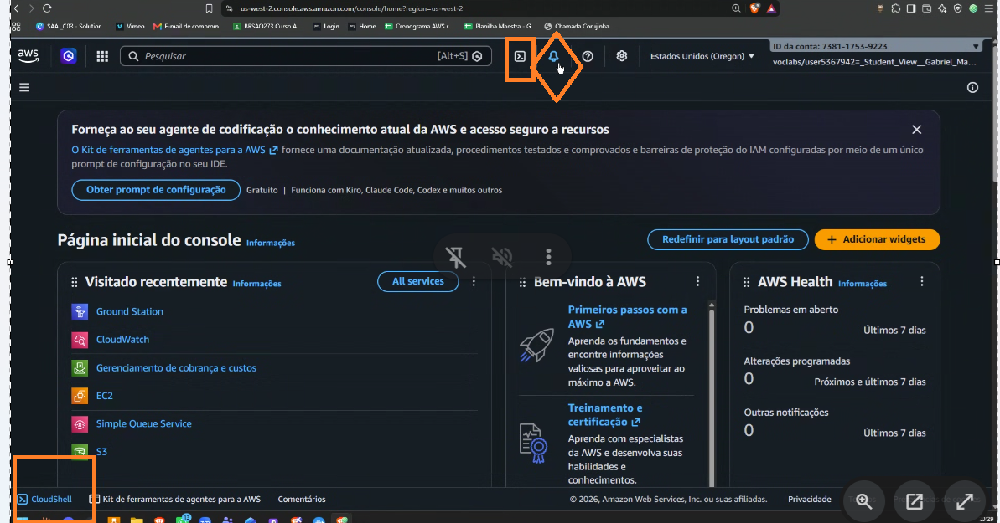 us-west-2.console.aws.amazon.com/console/home?region=us-west-2
SAA _C03 - Solution...
Vimeo
E-mail de comprom...
BRSAO273 Curso A...
Login
Home
Cronograma AWS r...
Planilha Maestra - G...
Chamada Corujinha...
aws
Pesquisar
[Alt+S]
Estados Unidos (Oregon)
ID da conta: 7381-1753-9223
voclabs/user5367942=_Student_View__Gabriel_Ma...
Forneça ao seu agente de codificação o conhecimento atual da AWS e acesso seguro a recursos
O Kit de ferramentas de agentes para a AWS fornece uma documentação atualizada, procedimentos testados e comprovados e barreiras de proteção do IAM configuradas por meio de um único
prompt de configuração no seu IDE.
Obter prompt de configuração
Gratuito | Funciona com Kiro, Claude Code, Codex e muitos outros
Página inicial do console Informações
Redefinir para layout padrão
+ Adicionar widgets
Visitado recentemente Informações
All services
Ground Station
CloudWatch
Gerenciamento de cobrança e custos
EC2
Simple Queue Service
S3
Bem-vindo à AWS
Primeiros passos com a
AWS
Aprenda os fundamentos e
encontre informações
valiosas para aproveitar ao
máximo a AWS.
Treinamento e
certificação
Aprenda com especialistas
da AWS e desenvolva suas
habilidades e
conhecimentos.
AWS Health Informações
Problemas em aberto
0
Últimos 7 dias
Alterações programadas
0
Próximos e últimos 7 dias
Outras notificações
0
Últimos 7 dias
CloudShell
Kit de ferramentas de agentes para a AWS
Comentários
© 2026, Amazon Web Services, Inc. ou suas afiliadas.
Privacidade